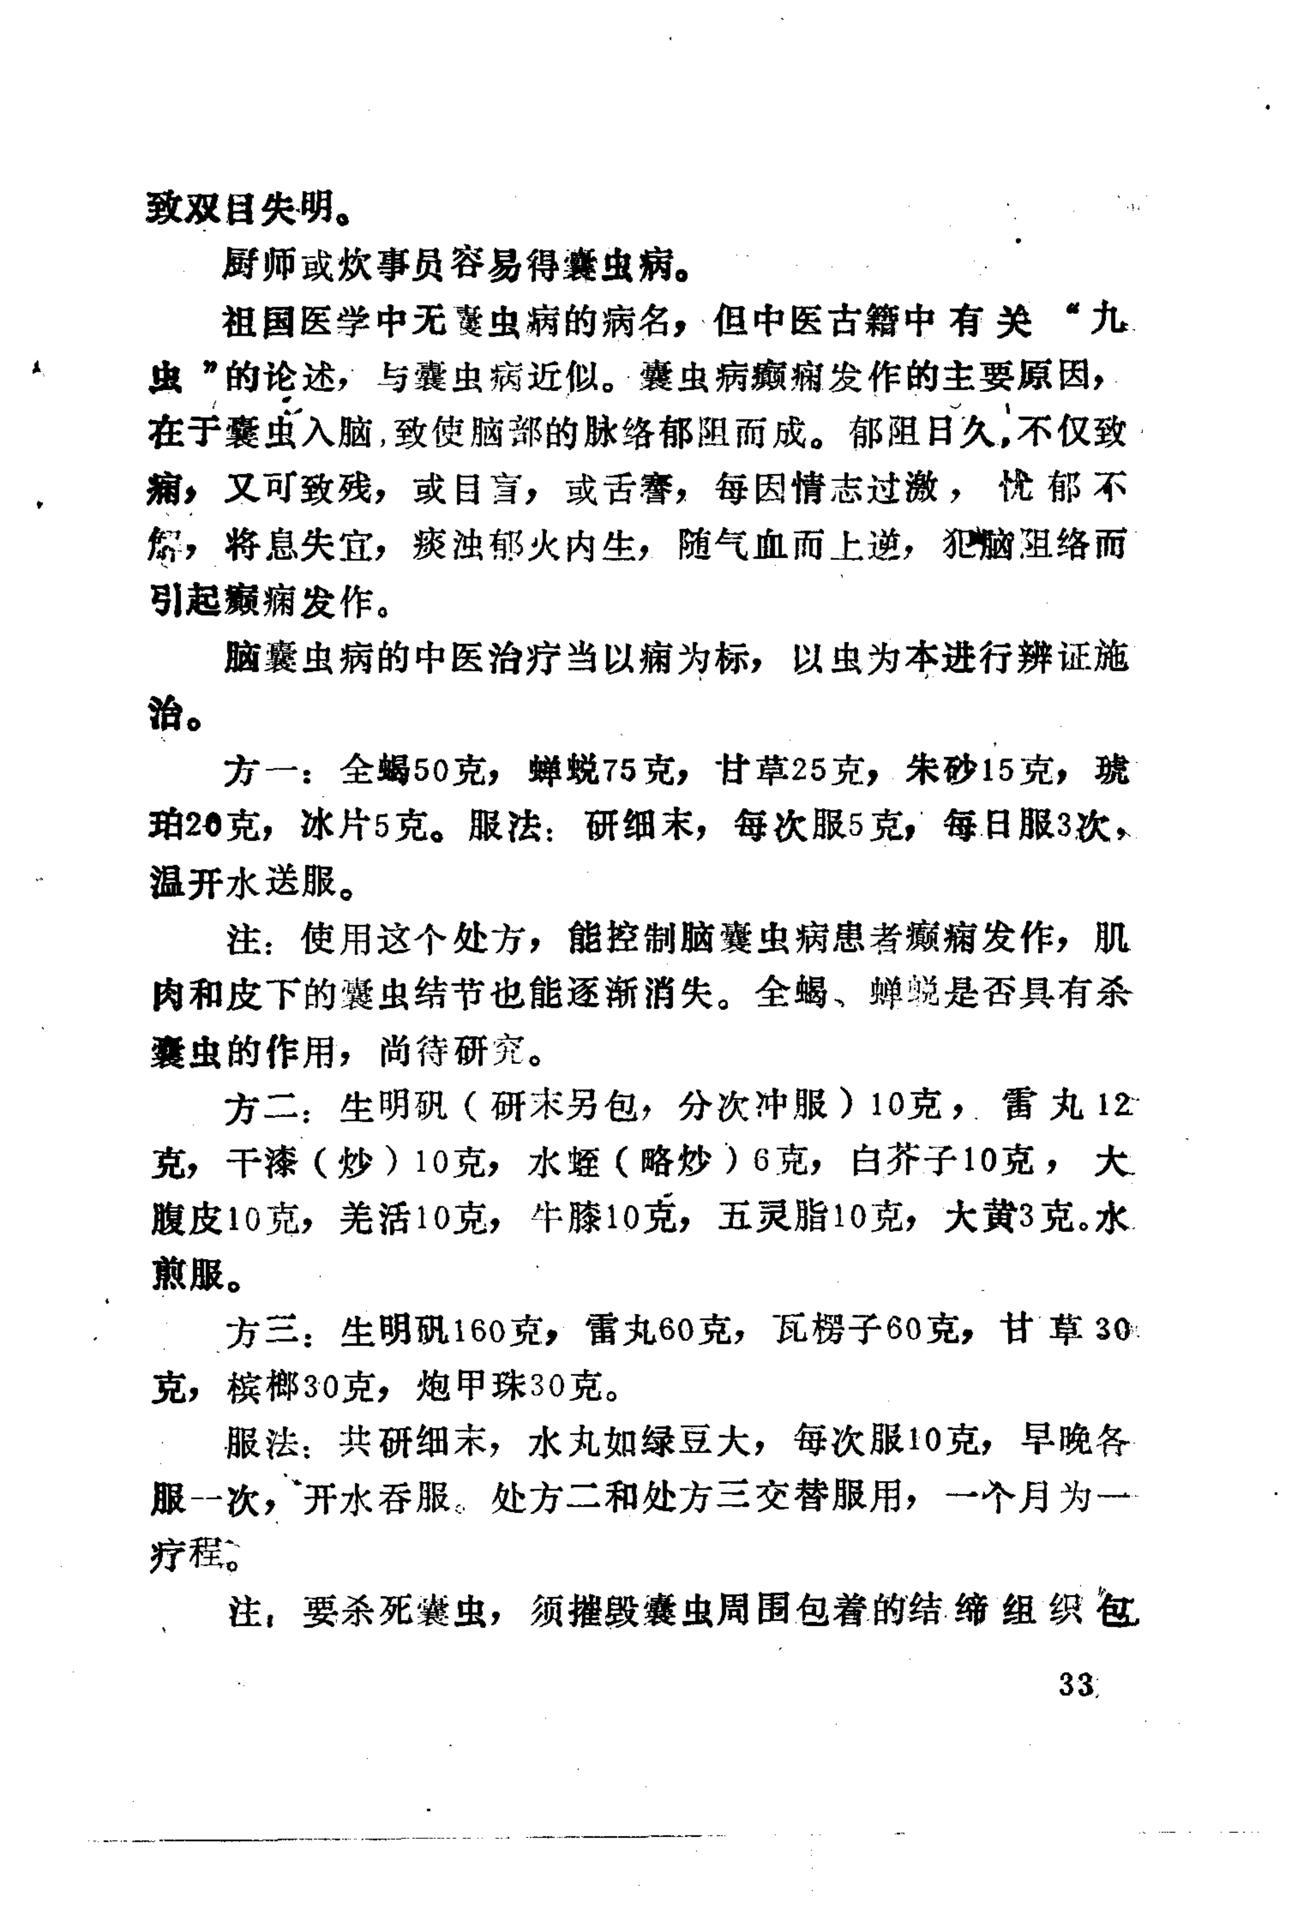 致双目失明。
厨师或炊事员容易得囊虫病。
祖国医学中无囊虫病的病名，但中医古籍中有关“九
虫”的论述，与囊虫病近似。囊虫病癫痫发作的主要原因，
在于囊虫入脑，致使脑部的脉络郁阻而成。郁阻日久，不仅致
痫，又可致残，或目盲，或舌謇，每因情志过激，忧郁不
解，将息失宜，痰浊郁火内生，随气血而上逆，犯脑阻络而
引起癫痫发作。
脑囊虫病的中医治疗当以痫为标，以虫为本进行辨证施
治。
方一：全蝎50克，蝉蜕75克，甘草25克，朱砂15克，琥
珀20克，冰片5克。服法：研细末，每次服5克，每日服3次，
温开水送服。
注：使用这个处方，能控制脑囊虫病患者癫痫发作，肌
肉和皮下的囊虫结节也能逐渐消失。全蝎、蝉蜕是否具有杀
囊虫的作用，尚待研究。
方二：生明矾（研末另包，分次冲服）10克，雷丸12
克，干漆（炒）10克，水蛭（略炒）6克，白芥子10克，大
腹皮10克，羌活10克，牛膝10克，五灵脂10克，大黄3克。水
煎服。
方三：生明矾160克，雷丸60克，瓦楞子60克，甘草30
克，槟榔30克，炮甲珠30克。
服法：共研细末，水丸如绿豆大，每次服10克，早晚各
服一次，开水吞服。处方二和处方三交替服用，一个月为一
疗程。
注：要杀死囊虫，须摧毁囊虫周围包着的结缔组织包
33